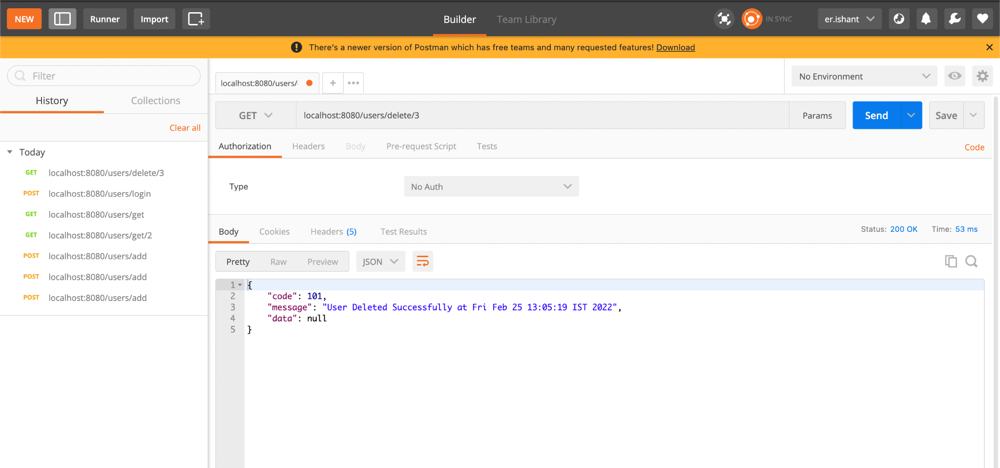 NEW Runner Import Builder Team Library IN SYNC er.ishant
There's a newer version of Postman which has free teams and many requested features! Download
Filter
History Collections
Clear all
Today
GET localhost:8080/users/delete/3
POST localhost:8080/users/login
GET localhost:8080/users/get
GET localhost:8080/users/get/2
POST localhost:8080/users/add
POST localhost:8080/users/add
POST localhost:8080/users/add
localhost:8080/users/
No Environment
GET localhost:8080/users/delete/3 Params Send Save
Authorization Headers Body Pre-request Script Tests Code
Type No Auth
Body Cookies Headers (5) Test Results Status: 200 OK Time: 53 ms
Pretty Raw Preview JSON
1 {
2 "code": 101,
3 "message": "User Deleted Successfully at Fri Feb 25 13:05:19 IST 2022",
4 "data": null
5 }